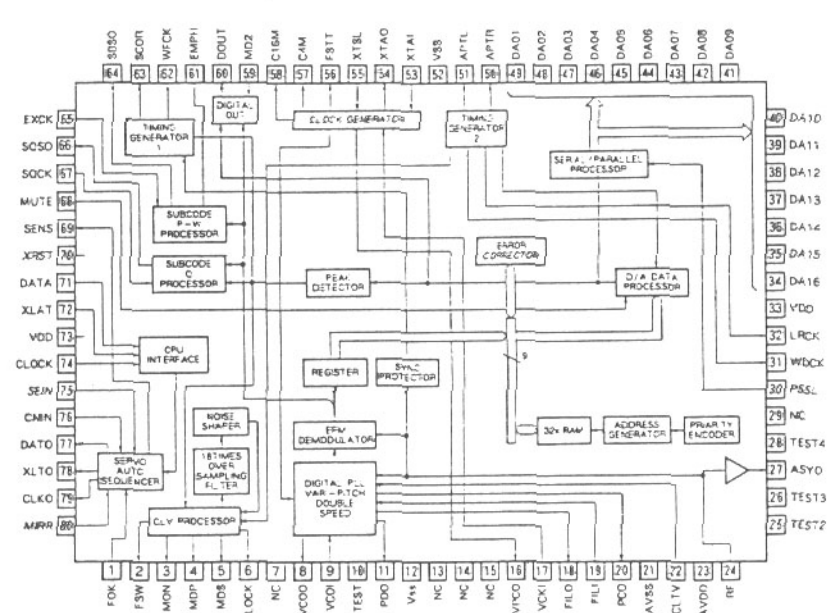 SCOR
WFCK
EMPH
DOUT
MD2
C16M
C4M
FSTT
XTSL
XTAO
XTAI
VSS
APTL
APTR
DA01
DA02
DA03
DA04
DA05
DA06
DA07
DA08
DA09
64 63 62 61 60 59 58 57 56 55 54 53 52 51 50 49 48 47 46 45 44 43 42 41
EXCK 65
SQSO 66
SQCK 67
MUTE 68
SENS 69
XRST 70
DATA 71
XLAT 72
VDD 73
CLOCK 74
SEIN 75
CNIN 76
DATO 77
XLTO 78
CLKO 79
MIRR 80
DIGITAL
OUT
CLOCK GENERATOR
TIMING
GENERATOR
1
TIMING
GENERATOR
2
SERIAL/PARALLEL
PROCESSOR
SUBCODE
P-W
PROCESSOR
ERROR
CORRECTOR
SUBCODE
Q
PROCESSOR
PEAK
DETECTOR
D/A DATA
PROCESSOR
CPU
INTERFACE
REGISTER
SYNC
PROTECTOR
9
NOISE
SHAPER
EFM
DEMODULATOR
32K RAM
ADDRESS
GENERATOR
PRIARITY
ENCODER
SERVO
AUTO
SEQUENCER
18TIMES
OVER
SAMPLING
FILTER
DIGITAL PLL
VARI-PITCH
DOUBLE
SPEED
CLV PROCESSOR
40 DA10
39 DA11
38 DA12
37 DA13
36 DA14
35 DA15
34 DA16
33 VDD
32 LRCK
31 WDCK
30 PSSL
29 NC
28 TEST4
27 ASYO
26 TEST3
25 TEST2
1 2 3 4 5 6 7 8 9 10 11 12 13 14 15 16 17 18 19 20 21 22 23 24
FOK
FSW
MON
MDP
MDS
LOCK
NC
VCOO
VCOI
TEST
PDO
Vss
NC
NC
NC
VPCO
VCKI
FILO
FILI
PCO
AVSS
CLTV
AVDD
RF